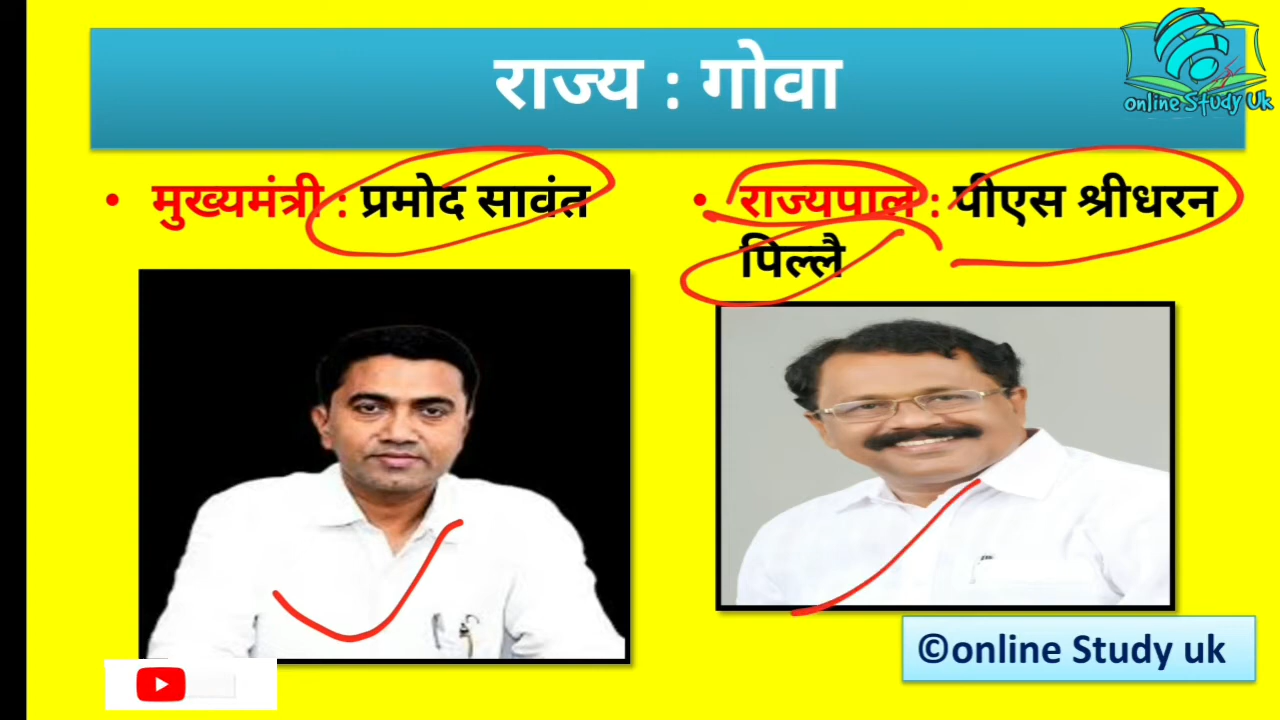 राज्य : गोवा
online Study Uk
• मुख्यमंत्री : प्रमोद सावंत
• राज्यपाल : पीएस श्रीधरन
पिल्लै
©online Study uk